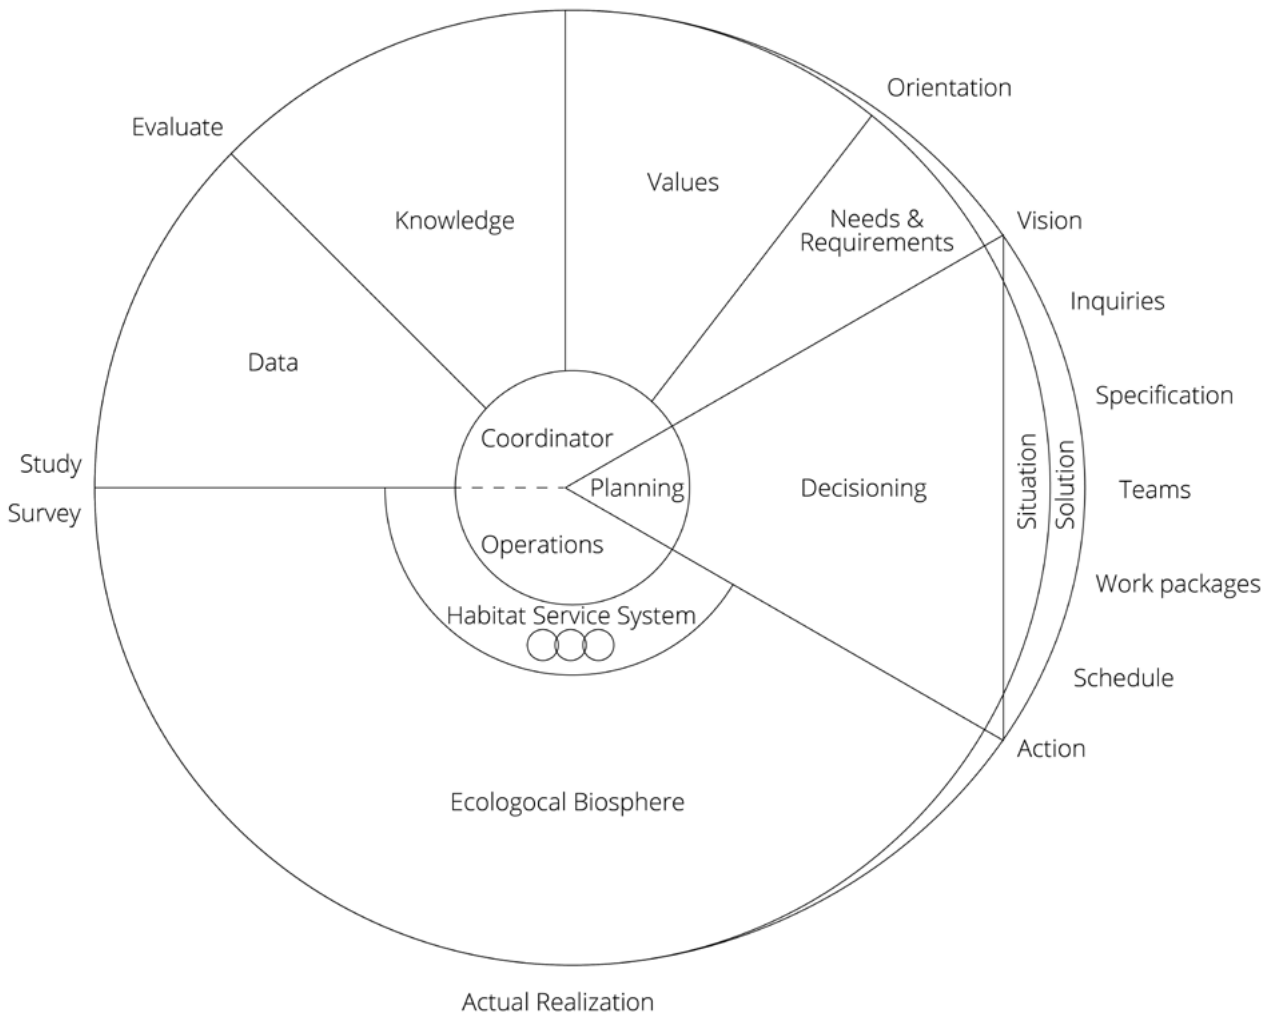 Orientation
Evaluate
Values
Knowledge
Needs &
Requirements
Vision
Inquiries
Data
Specification
Coordinator
Study
Survey
Planning
Decisioning
Situation
Solution
Teams
Operations
Work packages
Habitat Service System
Schedule
Action
Ecologocal Biosphere
Actual Realization